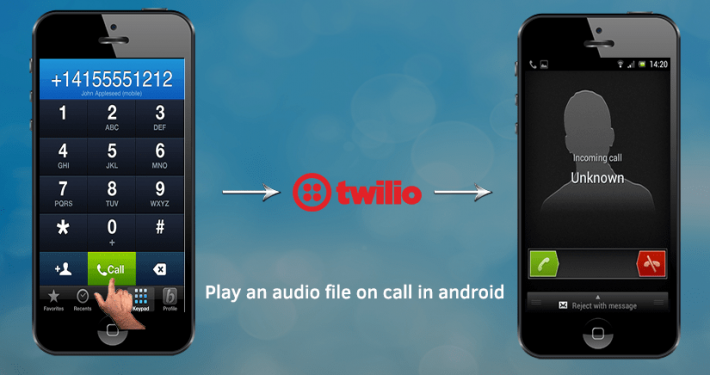 +14155551212
John Appleseed (mobile)
1
2
ABC
3
DEF
4
GHI
5
JKL
6
MNO
7
PQRS
8
TUV
9
WXYZ
*
0
+
#
+
Call
Favorites
Recents
Keypad
Profile
twilio
Play an audio file on call in android
14:20
Incoming call
Unknown
Reject with message